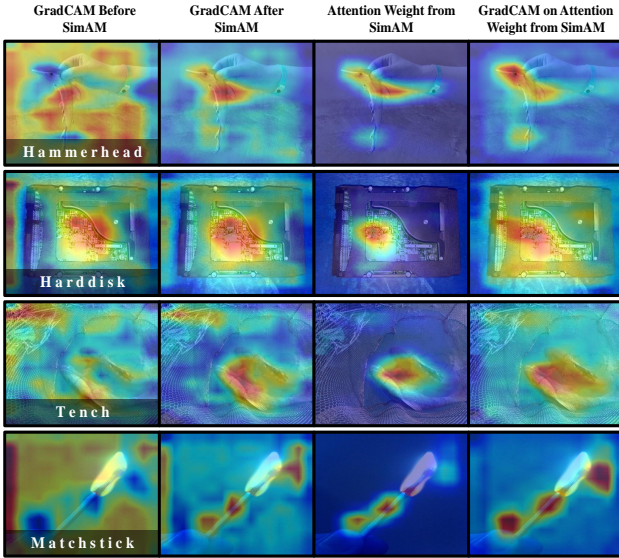 GradCAM Before
SimAM
GradCAM After
SimAM
Attention Weight from
SimAM
GradCAM on Attention
Weight from SimAM
Hammerhead
Harddisk
Tench
Matchstick